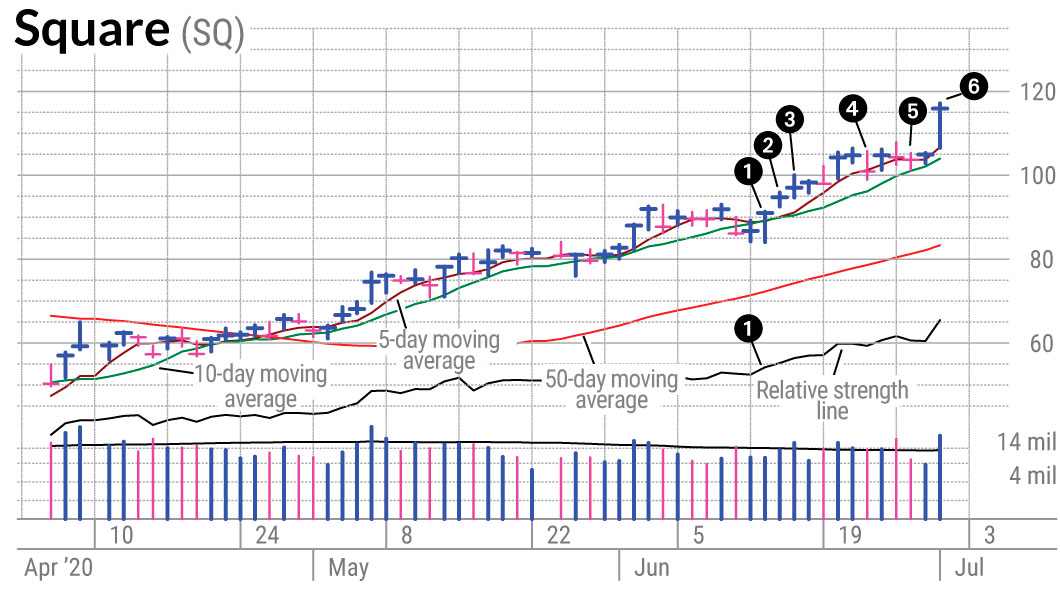 Square (SQ)
6
120
3
4
5
2
1
100
80
1
60
5-day moving
average
10-day moving
average
50-day moving
average
Relative strength
line
14 mil
4 mil
10
24
8
22
5
19
3
Apr ’20
May
Jun
Jul